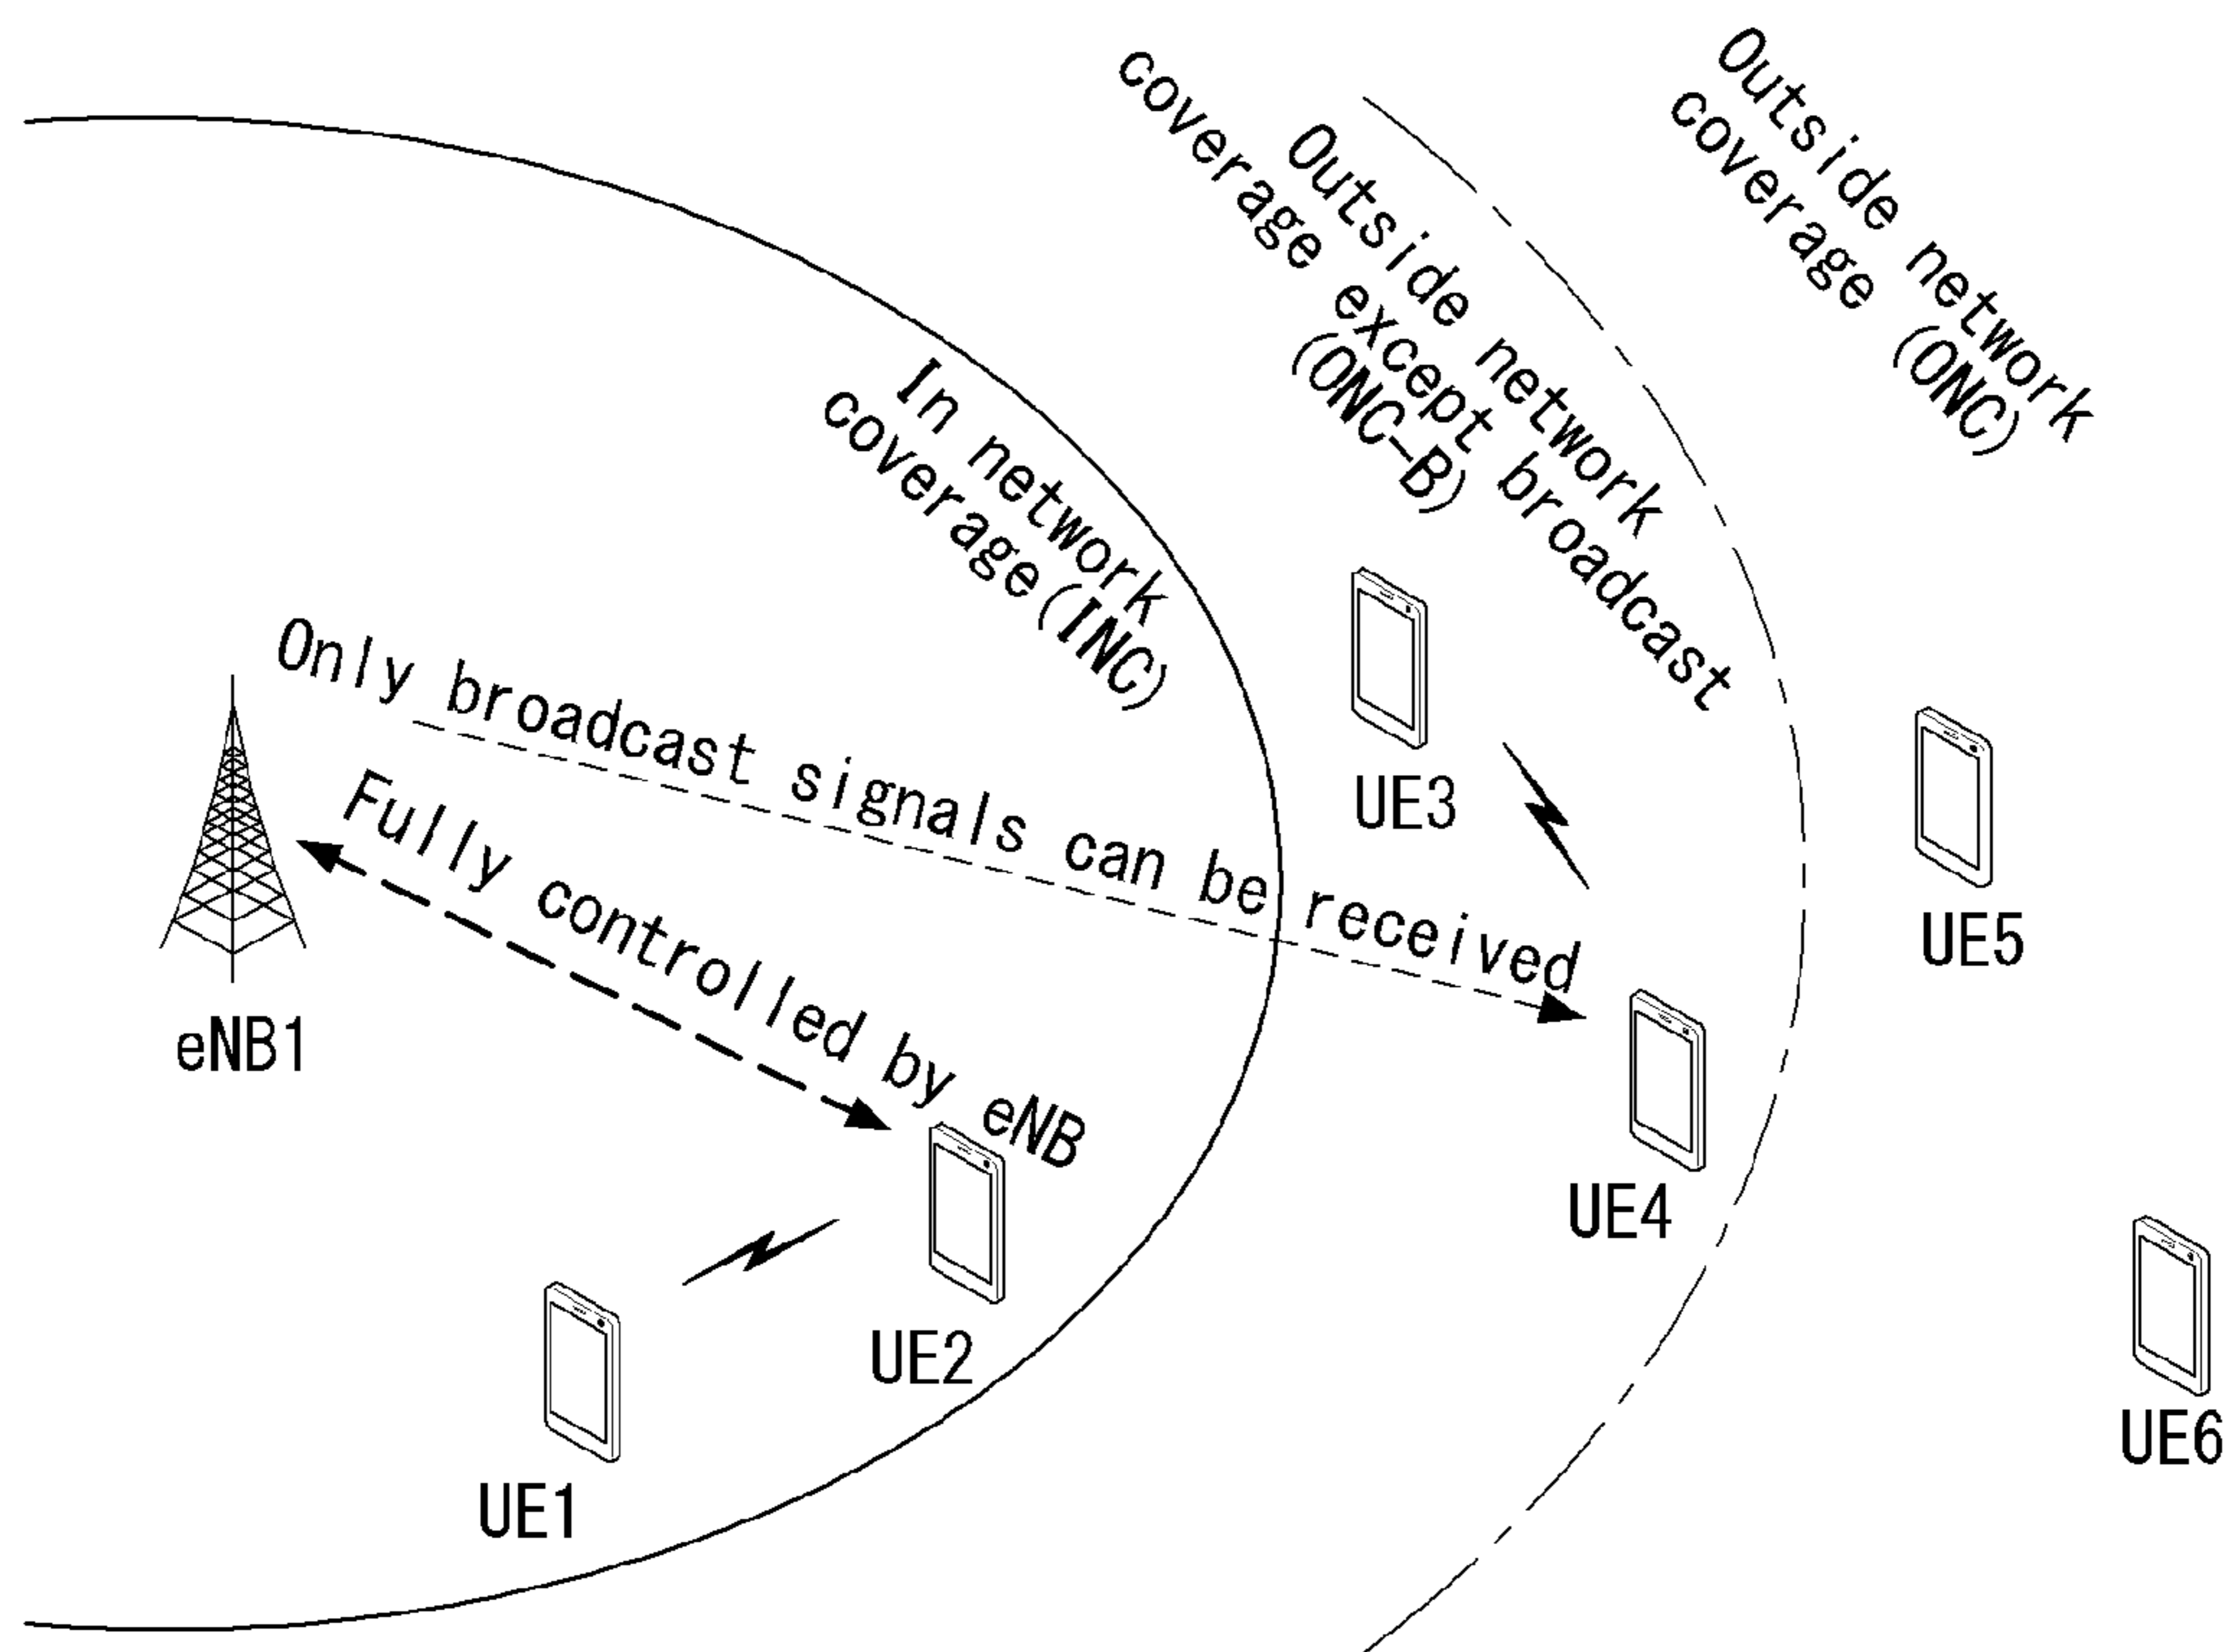 Outside network
coverage (ONC)
Outside network
coverage except broadcast
(ONC-B)
In network
coverage(INC)
Only broadcast signals can be received
Fully controlled by eNB
eNB1
UE3
UE5
UE4
UE2
UE1
UE6